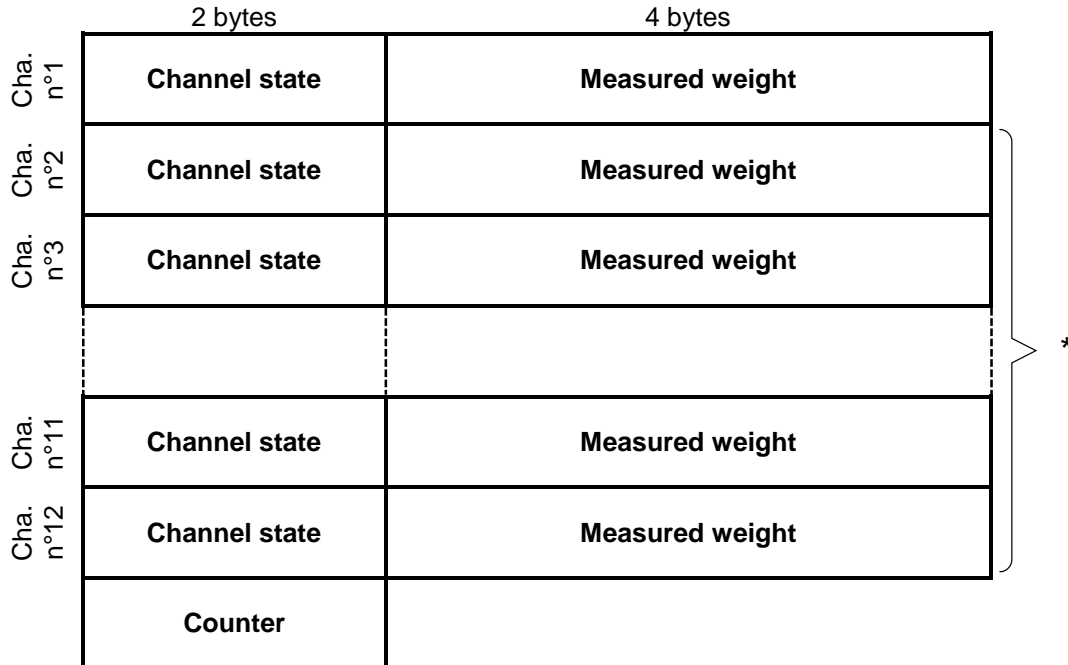 2 bytes 4 bytes
Cha. n°1 Channel state Measured weight
Cha. n°2 Channel state Measured weight
Cha. n°3 Channel state Measured weight
*
Cha. n°11 Channel state Measured weight
Cha. n°12 Channel state Measured weight
Counter